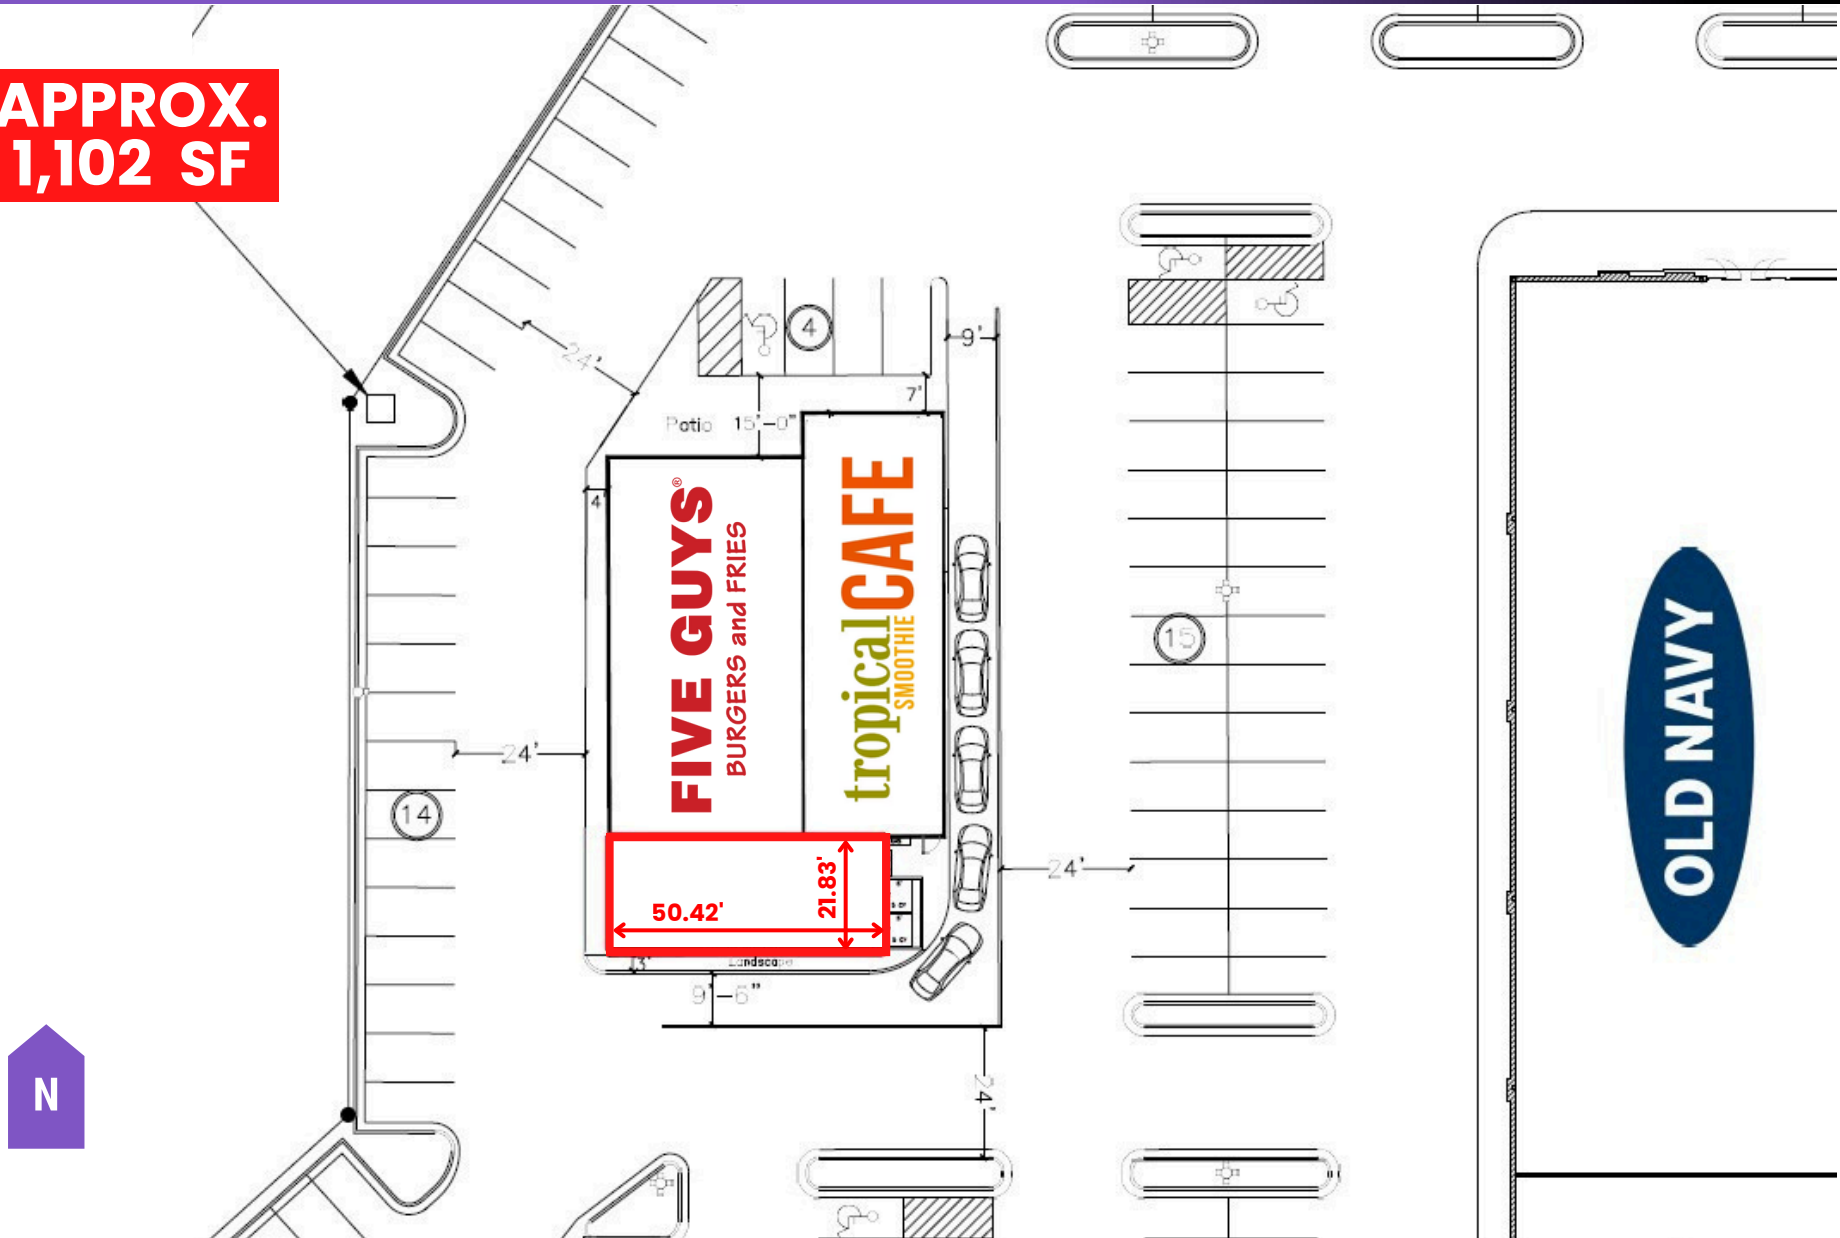 APPROX.
1,102 SF
4
9'
24'
7'
Patio
15'-0"
4'
FIVE GUYS®
BURGERS and FRIES
tropical
SMOOTHIE
CAFE
15
OLD NAVY
24'
14
24'
50.42'
21.83'
3'
Landscape
9'-6"
24'
N